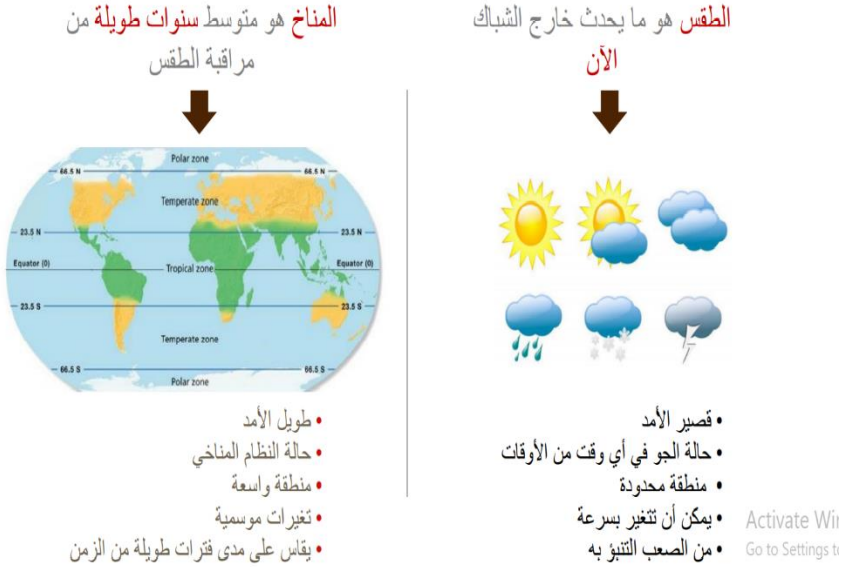 الطقس هو ما يحدث خارج الشباك
الآن
قصير الأمد
حالة الجو في أي وقت من الأوقات
منطقة محدودة
يمكن أن تتغير بسرعة
من الصعب التنبؤ به
المناخ هو متوسط سنوات طويلة من
مراقبة الطقس
Polar zone
66.5 N
66.5 N
Temperate zone
23.5 N
23.5 N
Equator (0)
Tropical zone
Equator (0)
23.5 S
23.5 S
Temperate zone
66.5 S
66.5 S
Polar zone
طويل الأمد
حالة النظام المناخي
منطقة واسعة
تغيرات موسمية
يقاس على مدى فترات طويلة من الزمن
Activate Wi
Go to Settings t